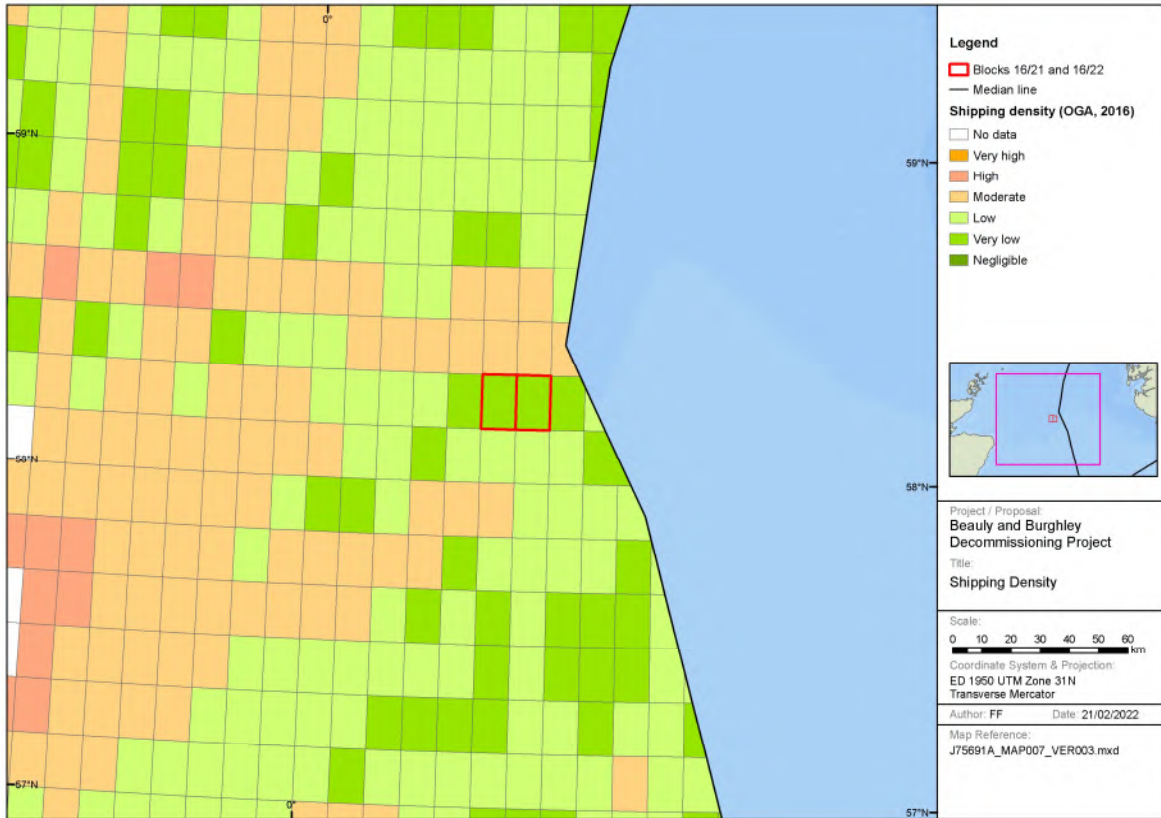 0°
59°N
59°N
58°N
58°N
57°N
57°N
0°
Legend
Blocks 16/21 and 16/22
Median line
Shipping density (OGA, 2016)
No data
Very high
High
Moderate
Low
Very low
Negligible
Project / Proposal:
Beauly and Burghley
Decommissioning Project
Title:
Shipping Density
Scale:
0 10 20 30 40 50 60
km
Coordinate System & Projection:
ED 1950 UTM Zone 31N
Transverse Mercator
Author: FF Date: 21/02/2022
Map Reference:
J75691A_MAP007_VER003.mxd